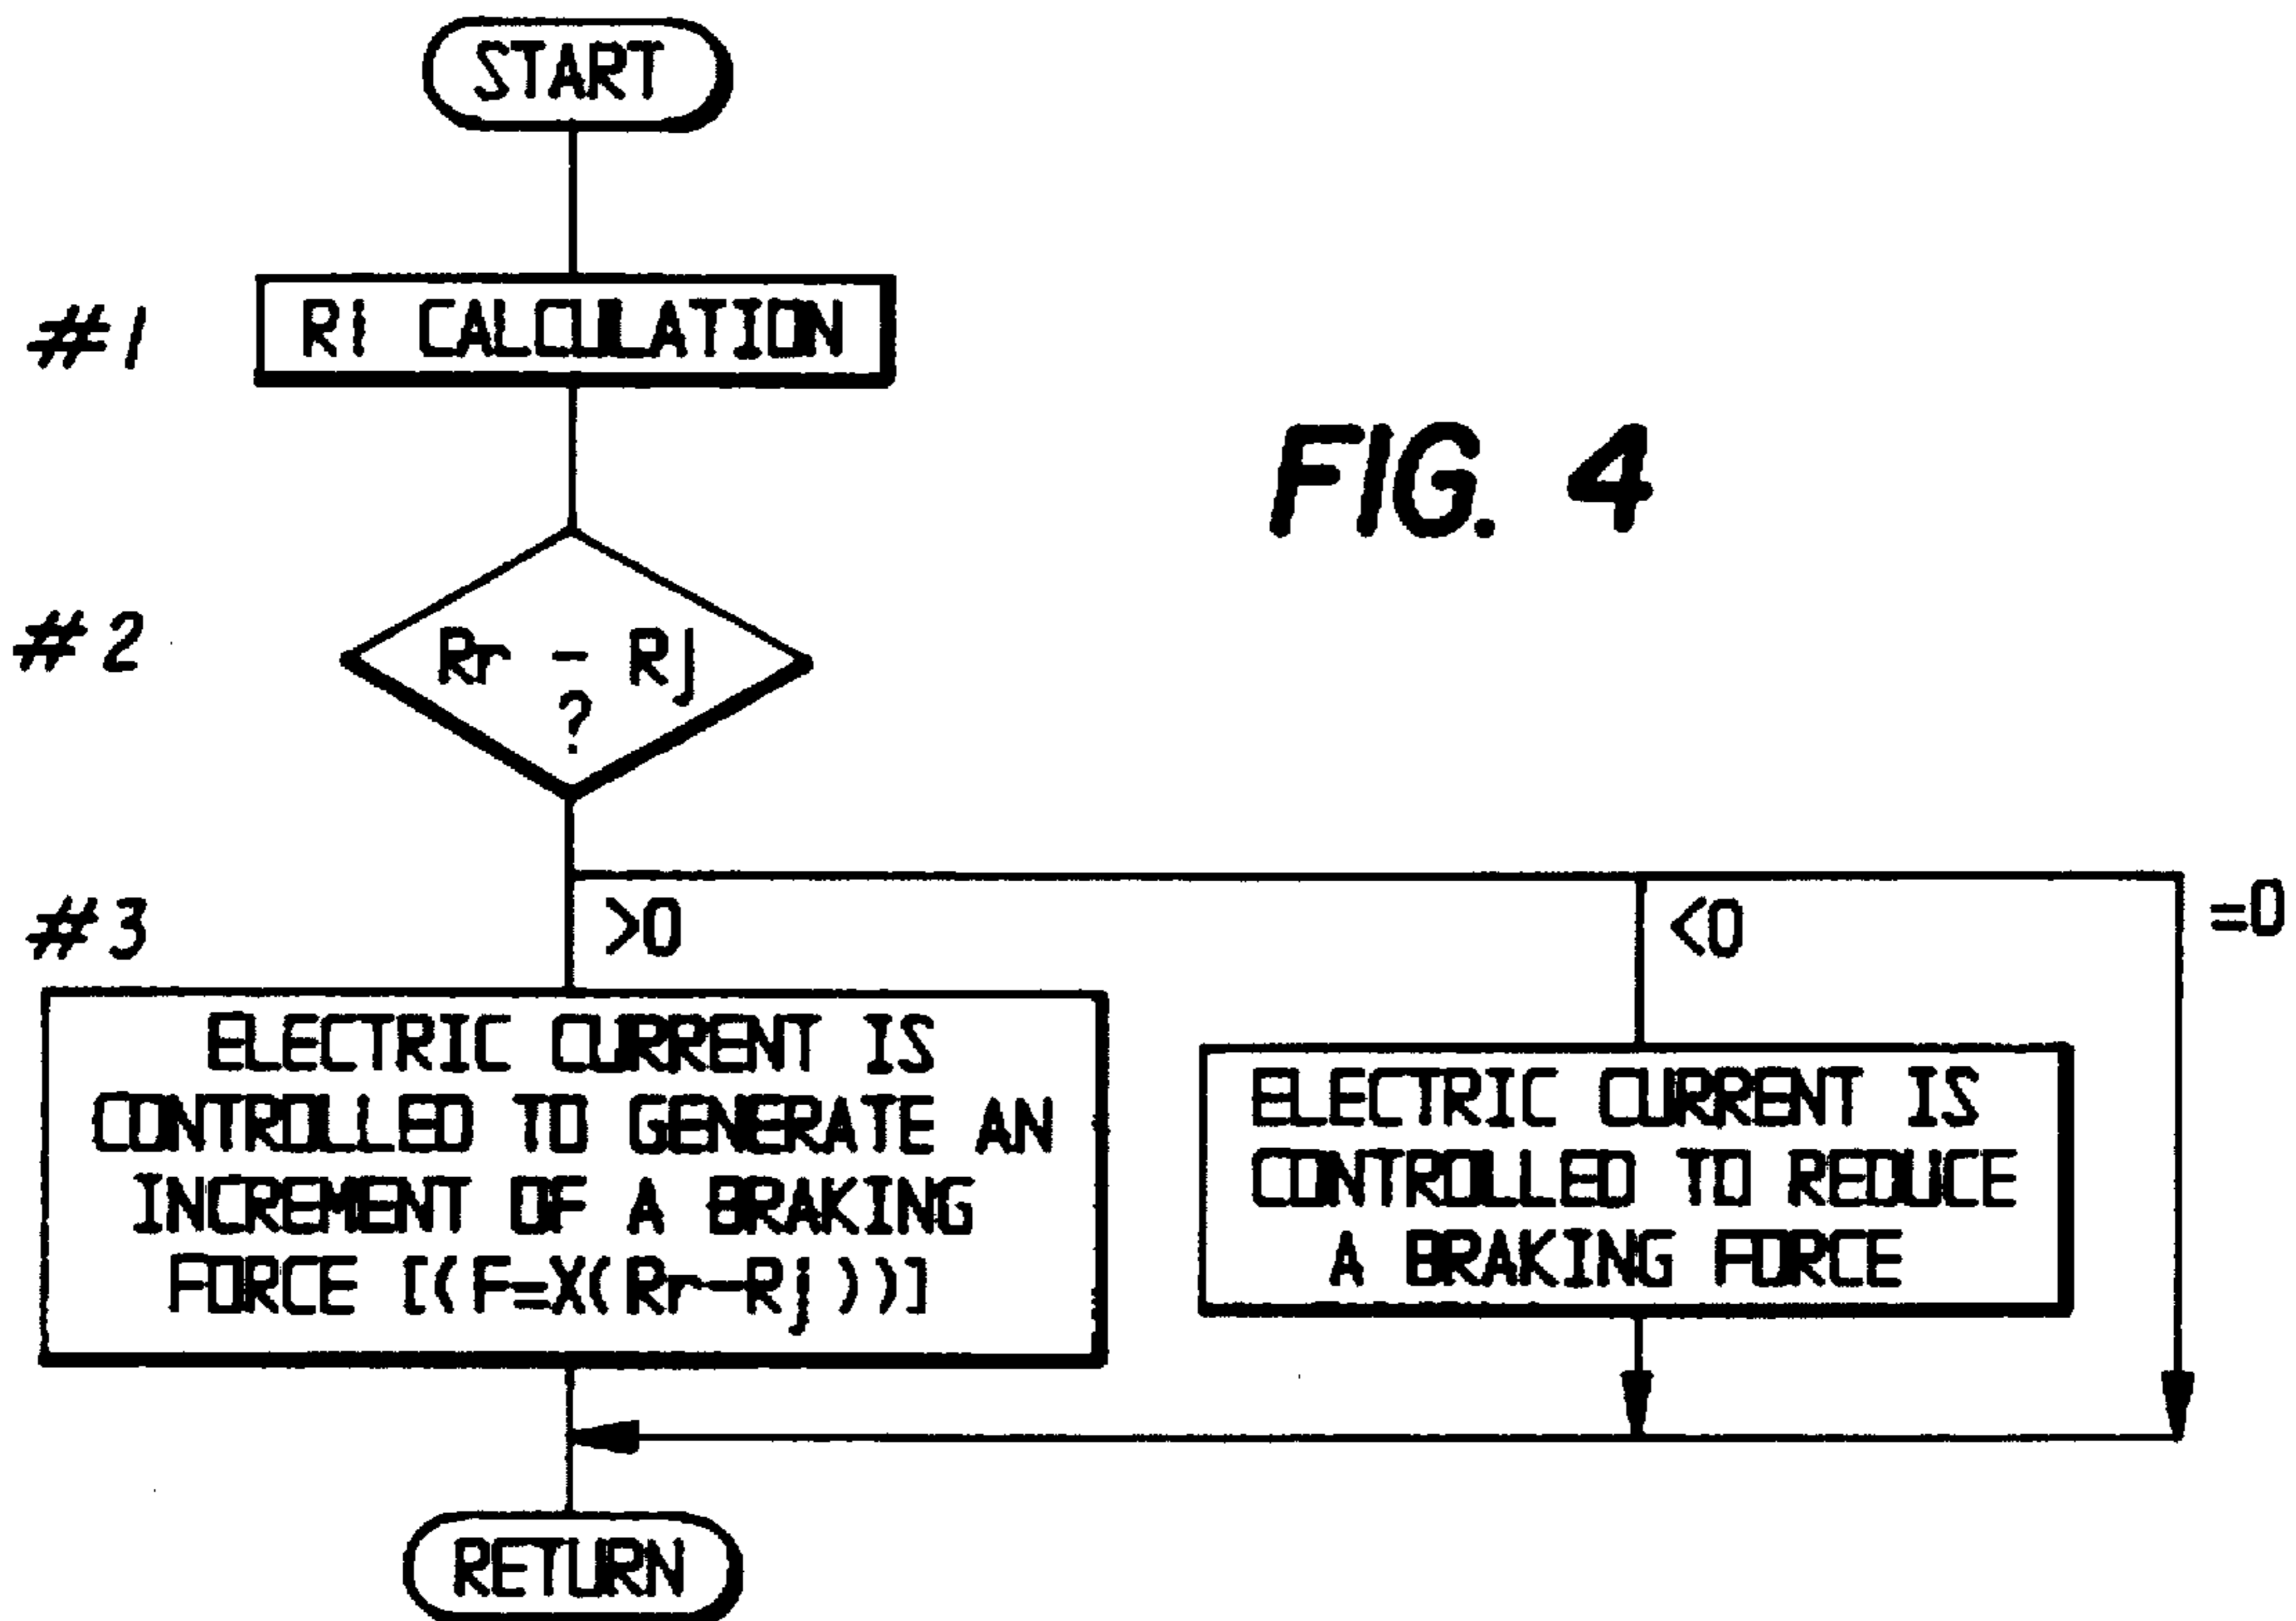 START
#1
RI CALCULATION
FIG. 4
#2
Rr - Rj
?
#3
>0
<0
=0
ELECTRIC CURRENT IS
CONTROLLED TO GENERATE AN
INCREMENT OF A BRAKING
FORCE [(F=X(Rr-Rj))]
ELECTRIC CURRENT IS
CONTROLLED TO REDUCE
A BRAKING FORCE
RETURN